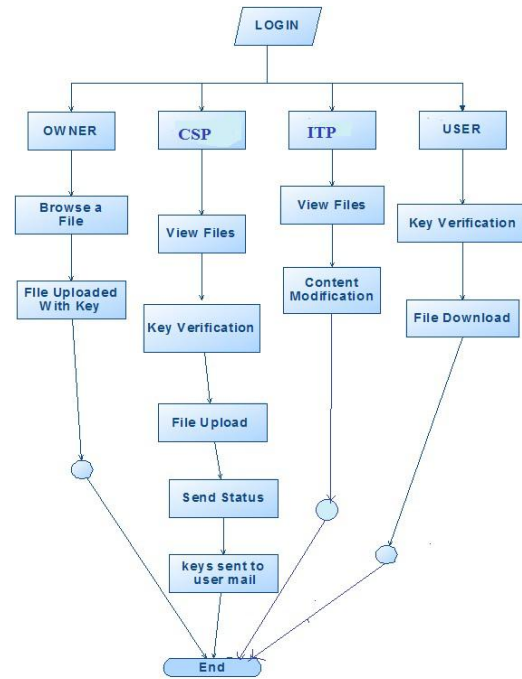 LOGIN
OWNER
CSP
ITP
USER
Browse a
File
View Files
View Files
Key Verification
FIle Uploaded
With Key
Content
Modification
Key Verification
File Download
File Upload
Send Status
keys sent to
user mail
End